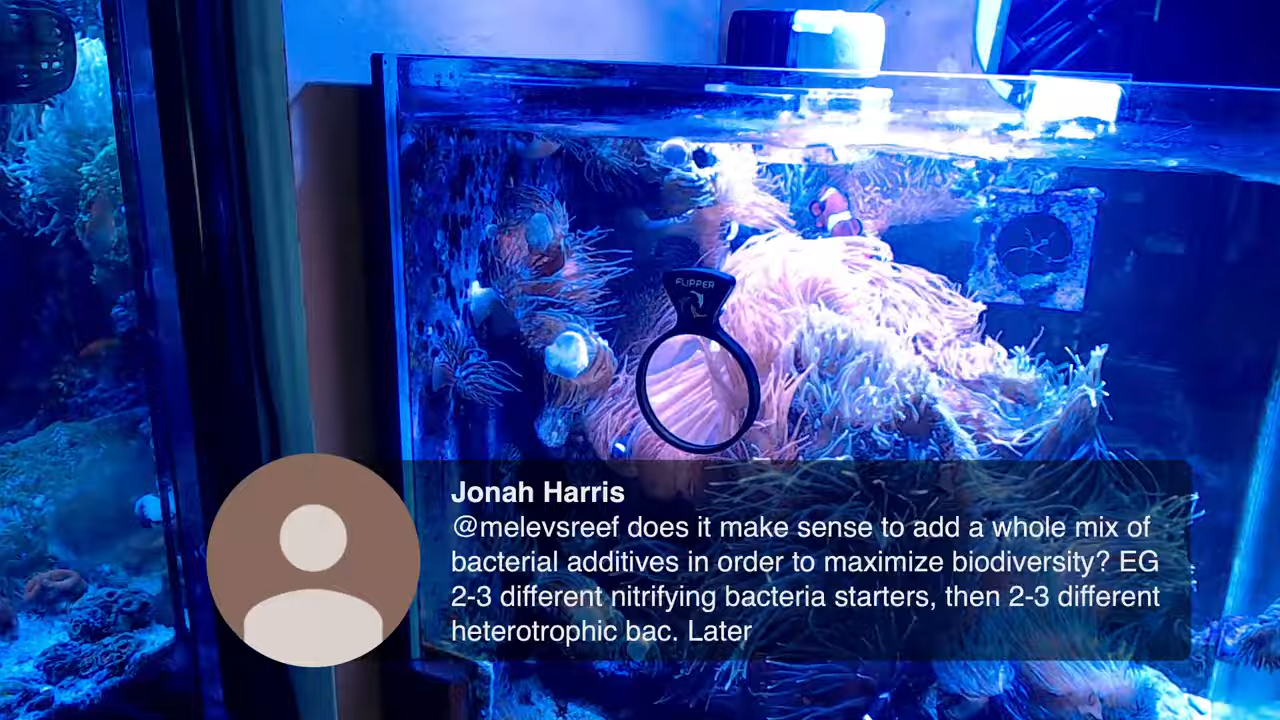 FLIPPER
Jonah Harris
@melevsreef does it make sense to add a whole mix of
bacterial additives in order to maximize biodiversity? EG
2-3 different nitrifying bacteria starters, then 2-3 different
heterotrophic bac. Later